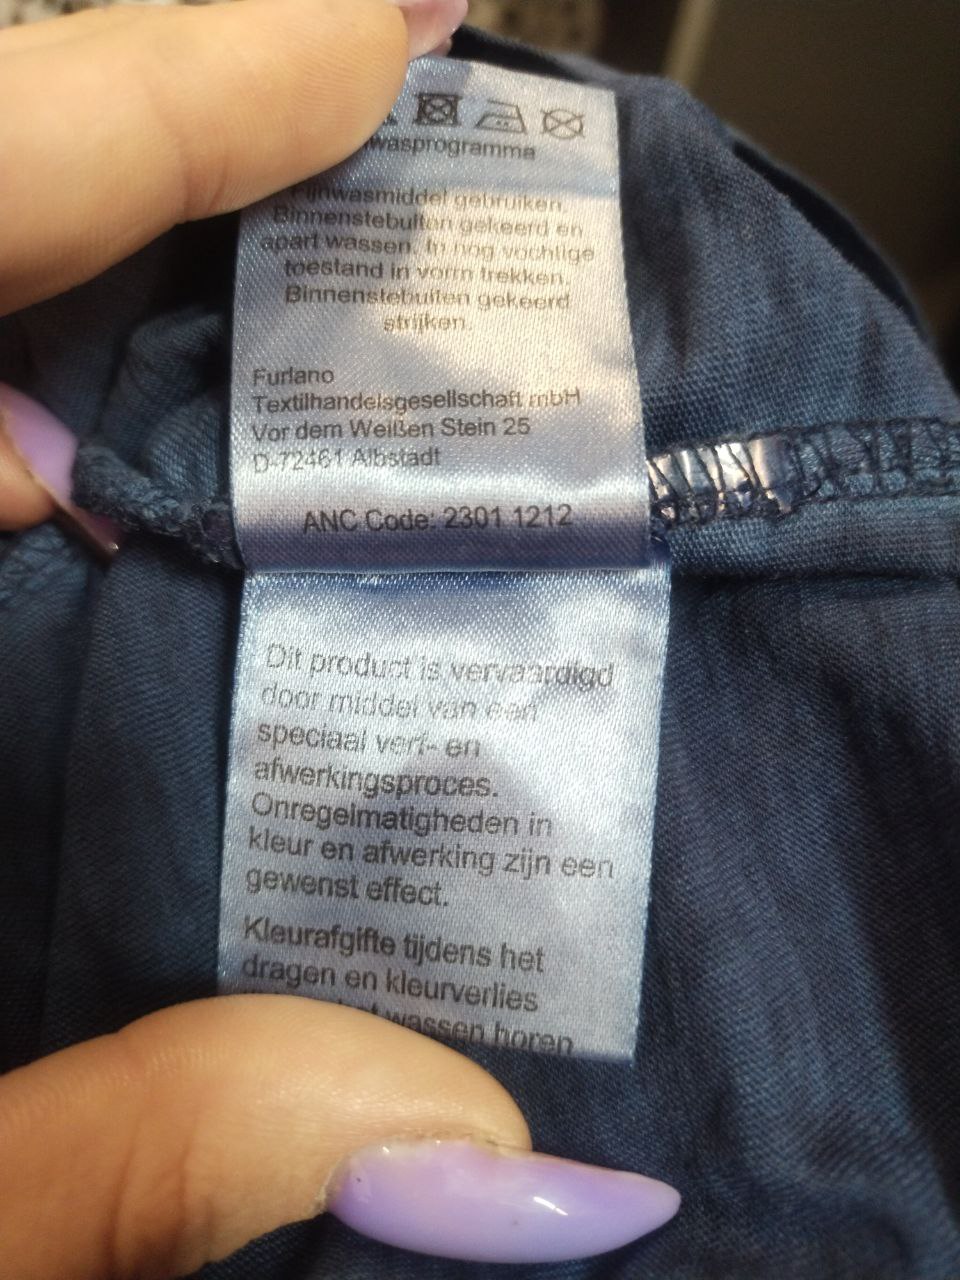 wasprogramma
Fijnwasmiddel gebruiken.
Binnenstebuiten gekeerd en
apart wassen. In nog vochtige
toestand in vorm trekken.
Binnenstebuiten gekeerd
strijken.
Furlano
Textilhandelsgesellschaft mbH
Vor dem Weißen Stein 25
D-72461 Albstadt
ANC Code: 2301 1212
Dit product is vervaardigd
door middel van een
speciaal verf- en
afwerkingsproces.
Onregelmatigheden in
kleur en afwerking zijn een
gewenst effect.
Kleurafgifte tijdens het
dragen en kleurverlies
wassen horen